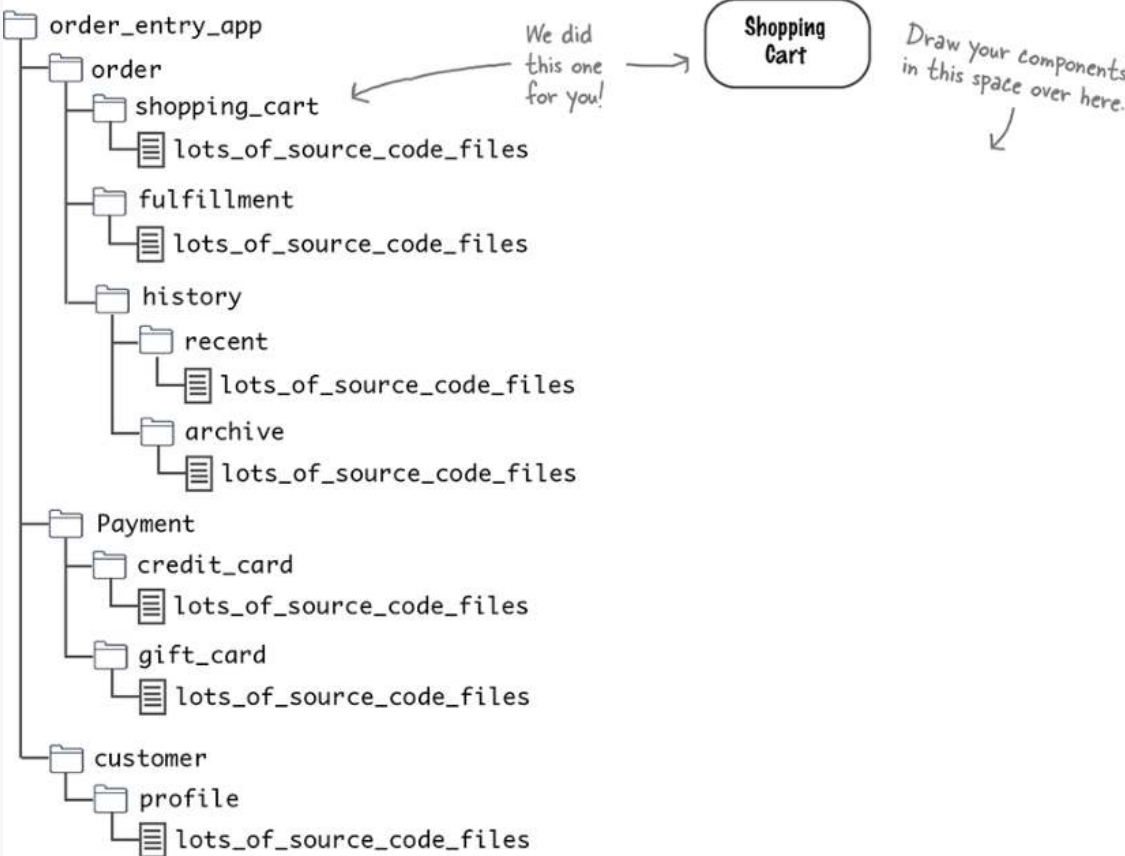 order_entry_app
order
shopping_cart
lots_of_source_code_files
fulfillment
lots_of_source_code_files
history
recent
lots_of_source_code_files
archive
lots_of_source_code_files
Payment
credit_card
lots_of_source_code_files
gift_card
lots_of_source_code_files
customer
profile
lots_of_source_code_files
We did
this one
for you!
Shopping
Cart
Draw your components
in this space over here.